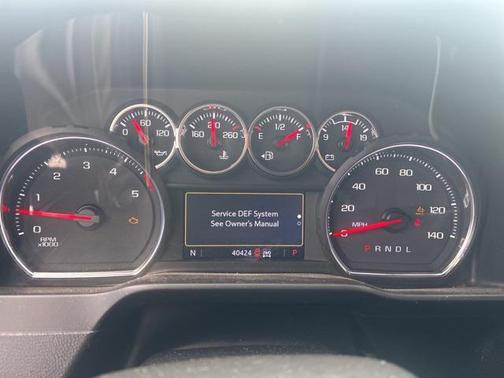 0 60 120
160 210 260
E 1/2 F
9 14 19
0 1 2 3 4 5
RPM
x1000
Service DEF System
See Owner's Manual
N 40424 P
20 40 60 80 100 120 140
MPH
P R N D L